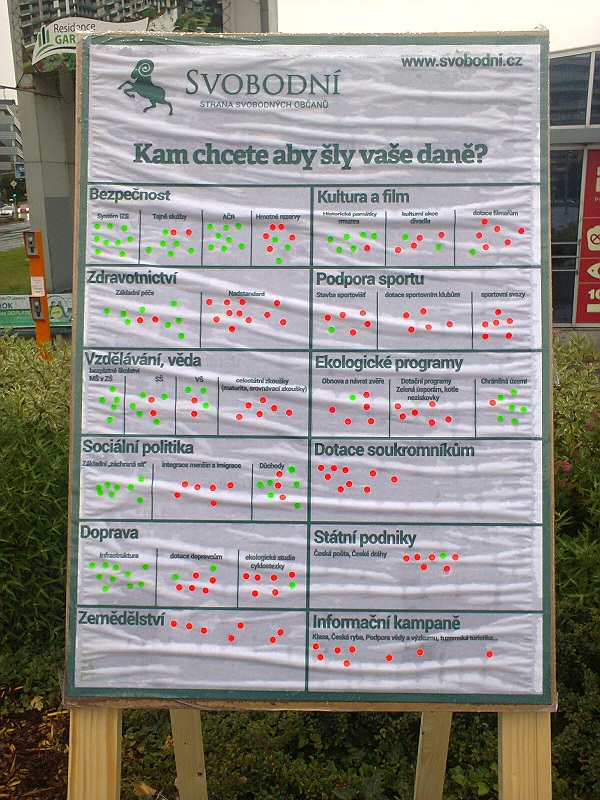 Residence
GAR
www.svobodni.cz
SVOBODNÍ
STRANA SVOBODNÝCH OBČANŮ
Kam chcete aby šly vaše daně?
Bezpečnost
Systém IZS
Tajné služby
AČR
Hmotné rezervy
Kultura a film
Historické památky
muzea
kulturní akce
divadla
dotace filmařům
Zdravotnictví
Základní péče
Nadstandard
Podpora sportu
Stavba sportovišť
dotace sportovním klubům
sportovní svazy
Vzdělávání, věda
bezplatné školství
MŠ v ZŠ
SŠ
VŠ
celostátní zkoušky
(maturita, srovnávací zkoušky)
Ekologické programy
Obnova a návrat zvěře
Dotační programy
Zelená úsporám, kotle
neziskovky
Chráněná území
Sociální politika
Základní „záchraná síť"
integrace menšin a imigrace
Důchody
Dotace soukromníkům
Doprava
Infrastruktura
dotace dopravcům
ekologické studie
cyklostezky
Státní podniky
Česká pošta, České dráhy
Zemědělství
Informační kampaně
Klasa, Česká ryba, Podpora vědy a výzkumu, tuzemská turistika...